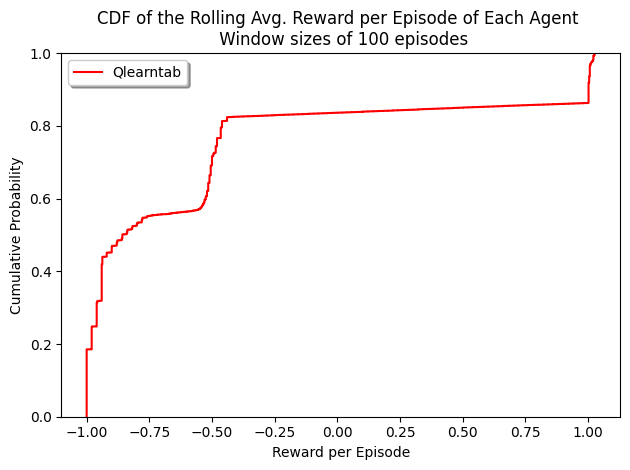 CDF of the Rolling Avg. Reward per Episode of Each Agent
Window sizes of 100 episodes
Qlearntab
Cumulative Probability
1.0
0.8
0.6
0.4
0.2
0.0
−1.00 −0.75 −0.50 −0.25 0.00 0.25 0.50 0.75 1.00
Reward per Episode